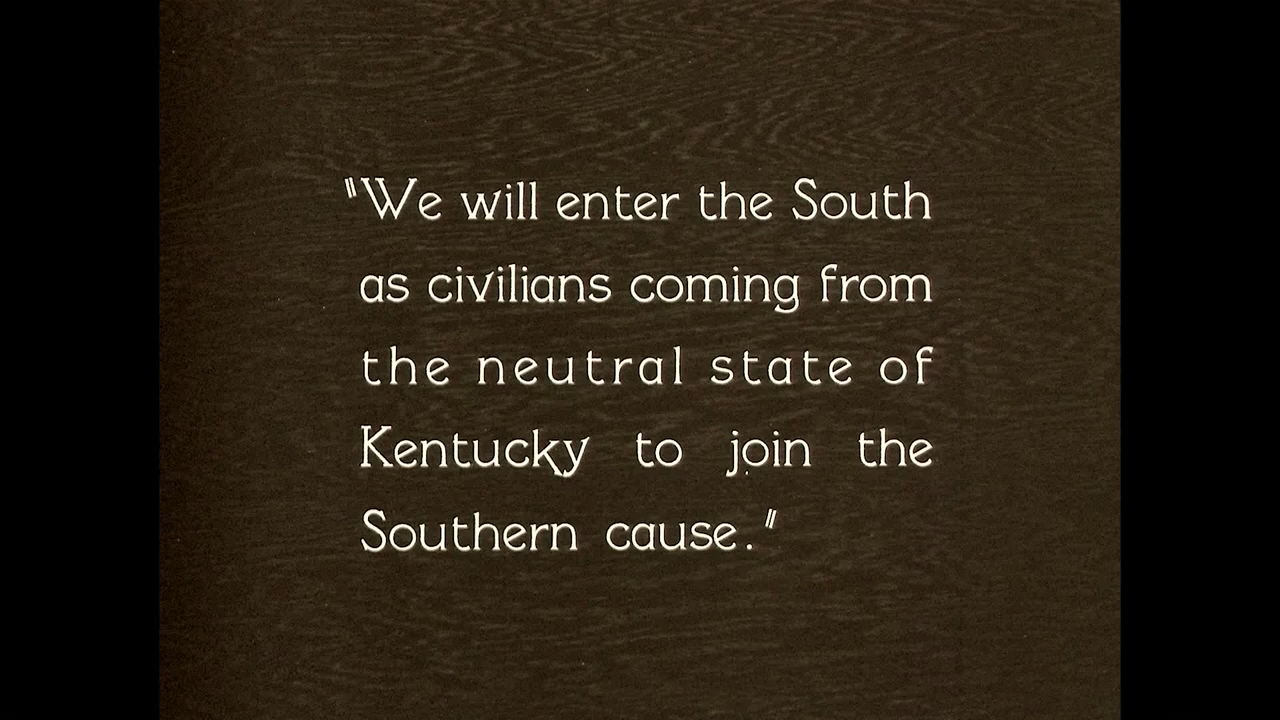 "We will enter the South
as civilians coming from
the neutral state of
Kentucky to join the
Southern cause."